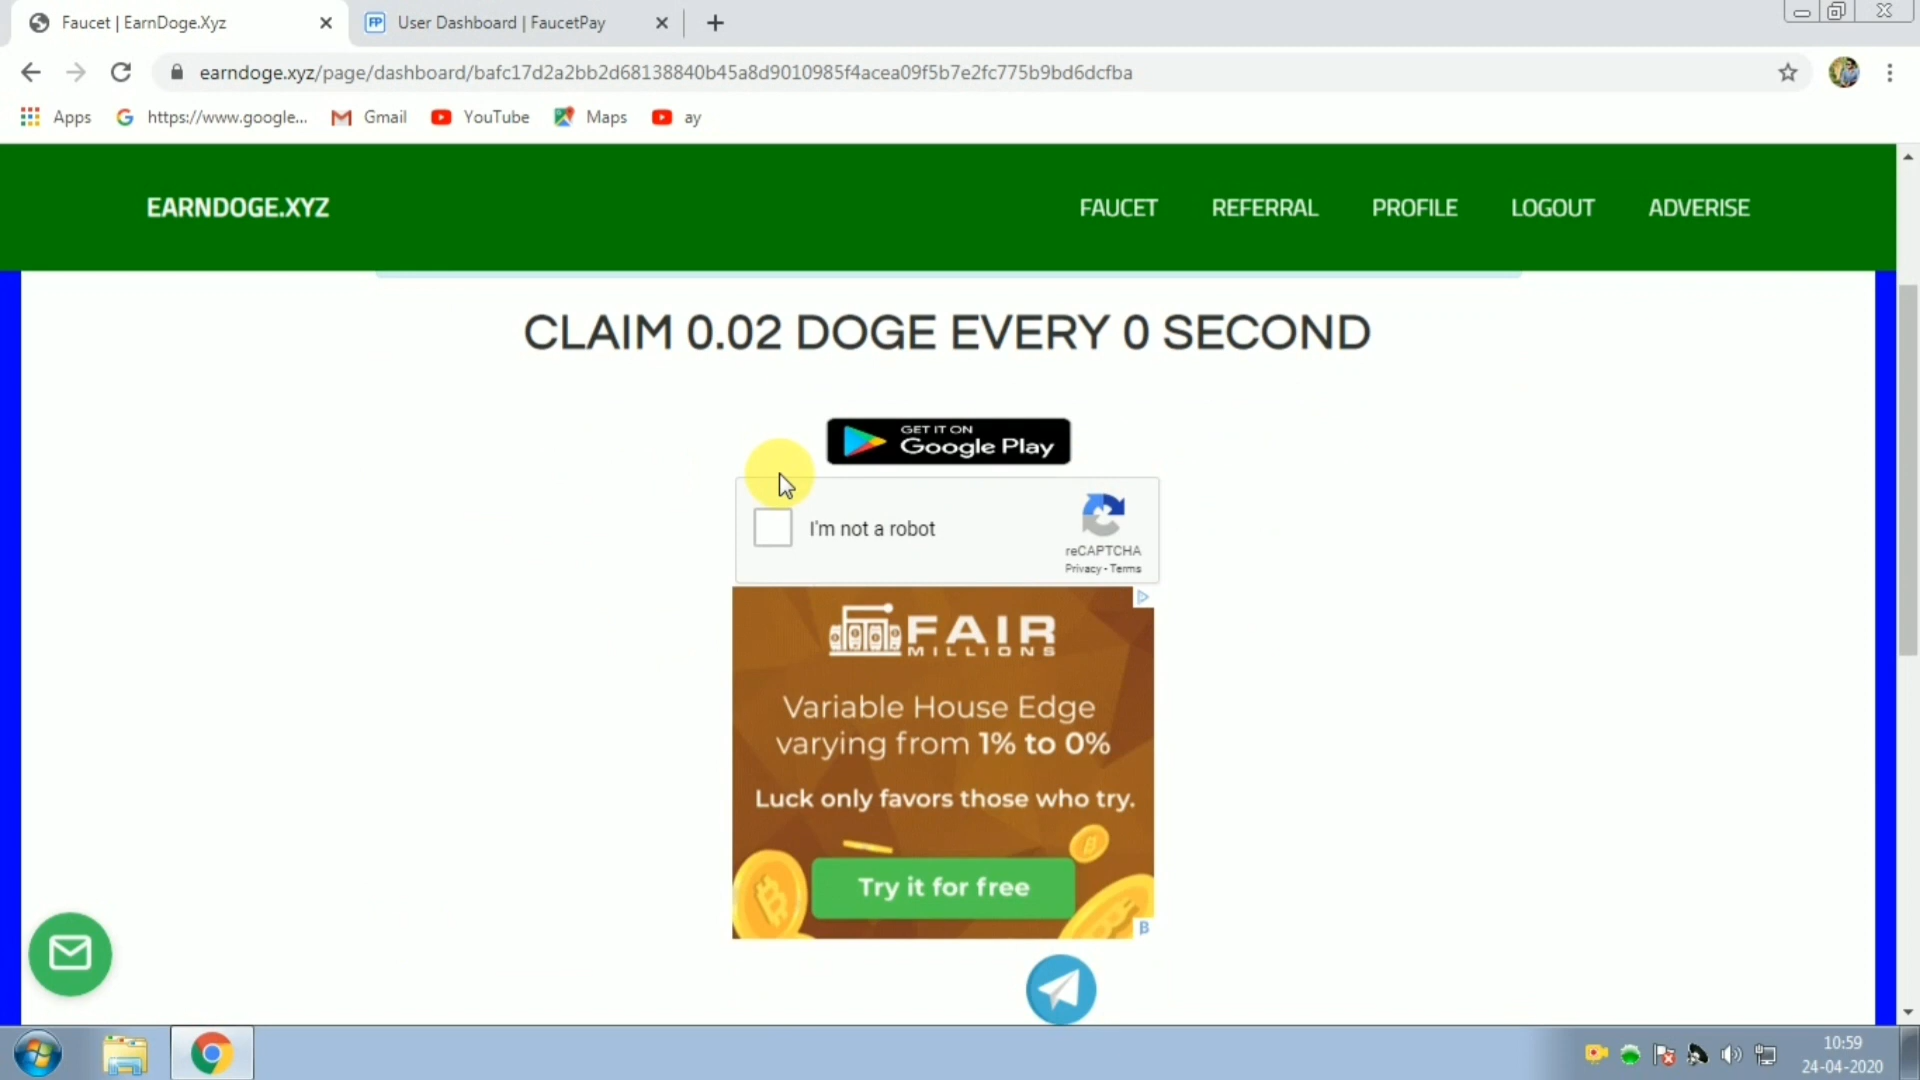 Faucet | EarnDoge.Xyz
FP User Dashboard | FaucetPay
earndoge.xyz/page/dashboard/bafc17d2a2bb2d68138840b45a8d9010985f4acea09f5b7e2fc775b9bd6dcfba
Apps https://www.google... Gmail YouTube Maps ay
EARNDOGE.XYZ FAUCET REFERRAL PROFILE LOGOUT ADVERISE
CLAIM 0.02 DOGE EVERY 0 SECOND
GET IT ON
Google Play
I'm not a robot
reCAPTCHA
Privacy - Terms
FAIR
MILLIONS
Variable House Edge
varying from 1% to 0%
Luck only favors those who try.
Try it for free
B
10:59
24-04-2020